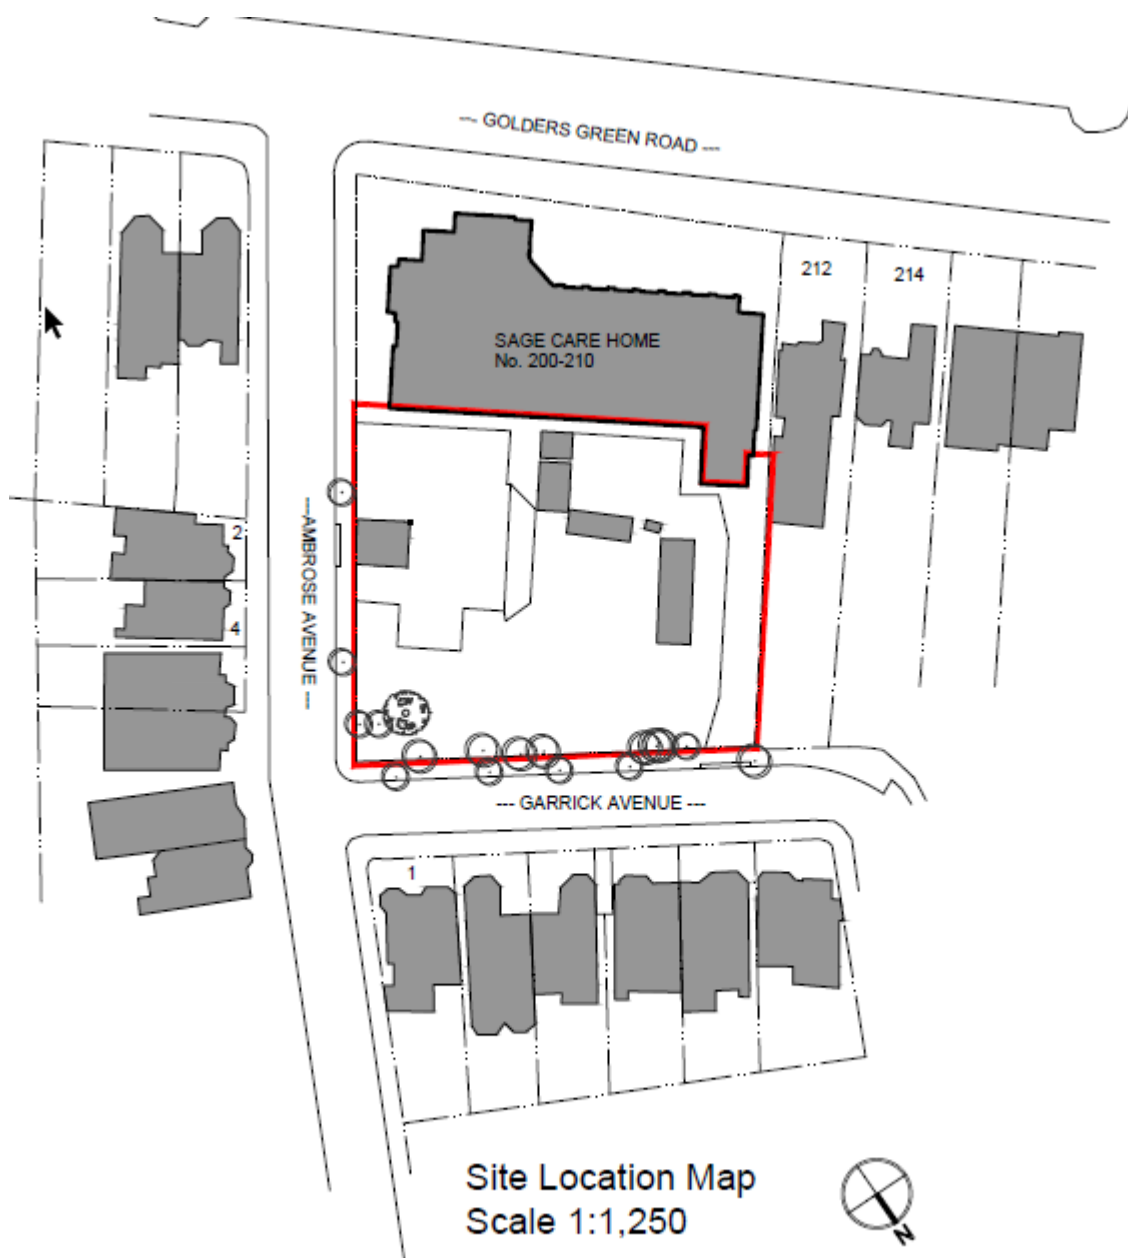 --- GOLDERS GREEN ROAD ---
212
214
SAGE CARE HOME
No. 200-210
---AMBROSE AVENUE ---
2
4
--- GARRICK AVENUE ---
1
Site Location Map
Scale 1:1,250
N